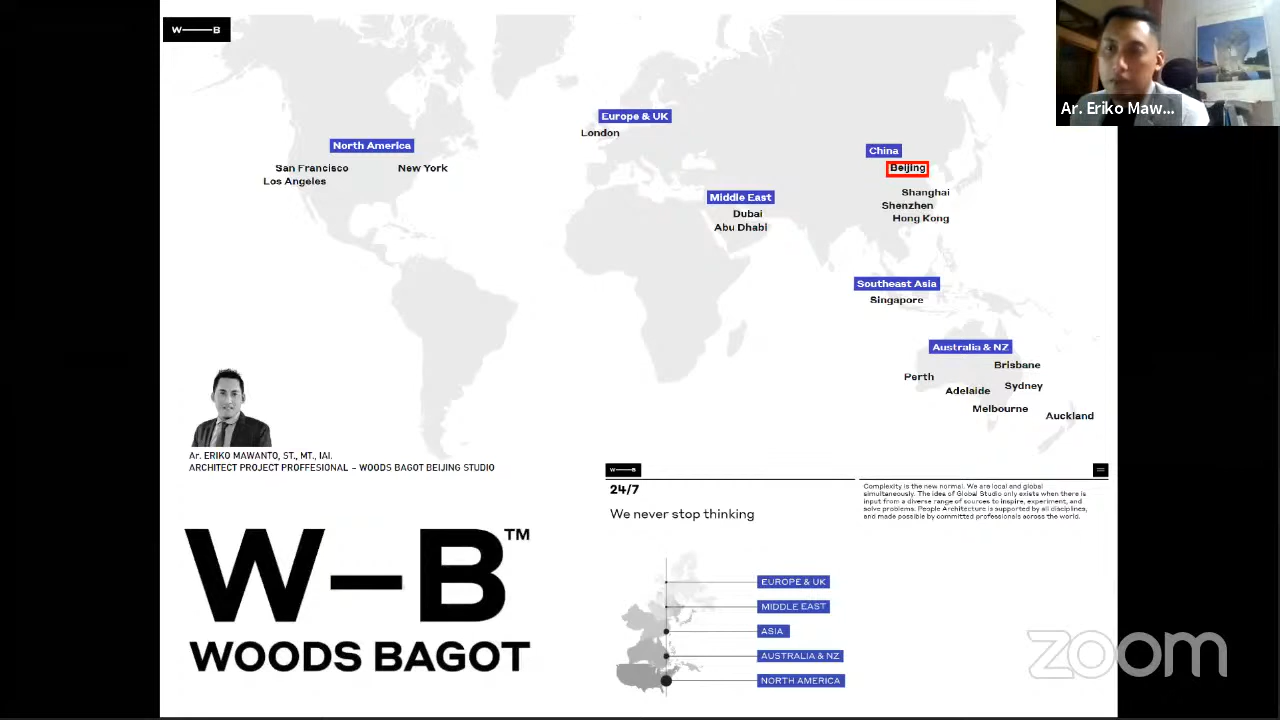 W—B
Ar. Eriko Maw...
Europe & UK
London
North America
San Francisco
New York
Los Angeles
China
Beijing
Shanghai
Shenzhen
Hong Kong
Middle East
Dubai
Abu Dhabi
Southeast Asia
Singapore
Australia & NZ
Brisbane
Perth
Sydney
Adelaide
Melbourne
Auckland
Ar. ERIKO MAWANTO, ST., MT., IAI.
ARCHITECT PROJECT PROFFESIONAL – WOODS BAGOT BEIJING STUDIO
W—B™
WOODS BAGOT
W—B
24/7
We never stop thinking
Complexity is the new normal. We are local and global
simultaneously. The idea of Global Studio only exists when there is
input from a diverse range of sources to inspire, experiment, and
solve problems. People Architecture is supported by all disciplines,
and made possible by committed professionals across the world.
EUROPE & UK
MIDDLE EAST
ASIA
AUSTRALIA & NZ
NORTH AMERICA
zoom